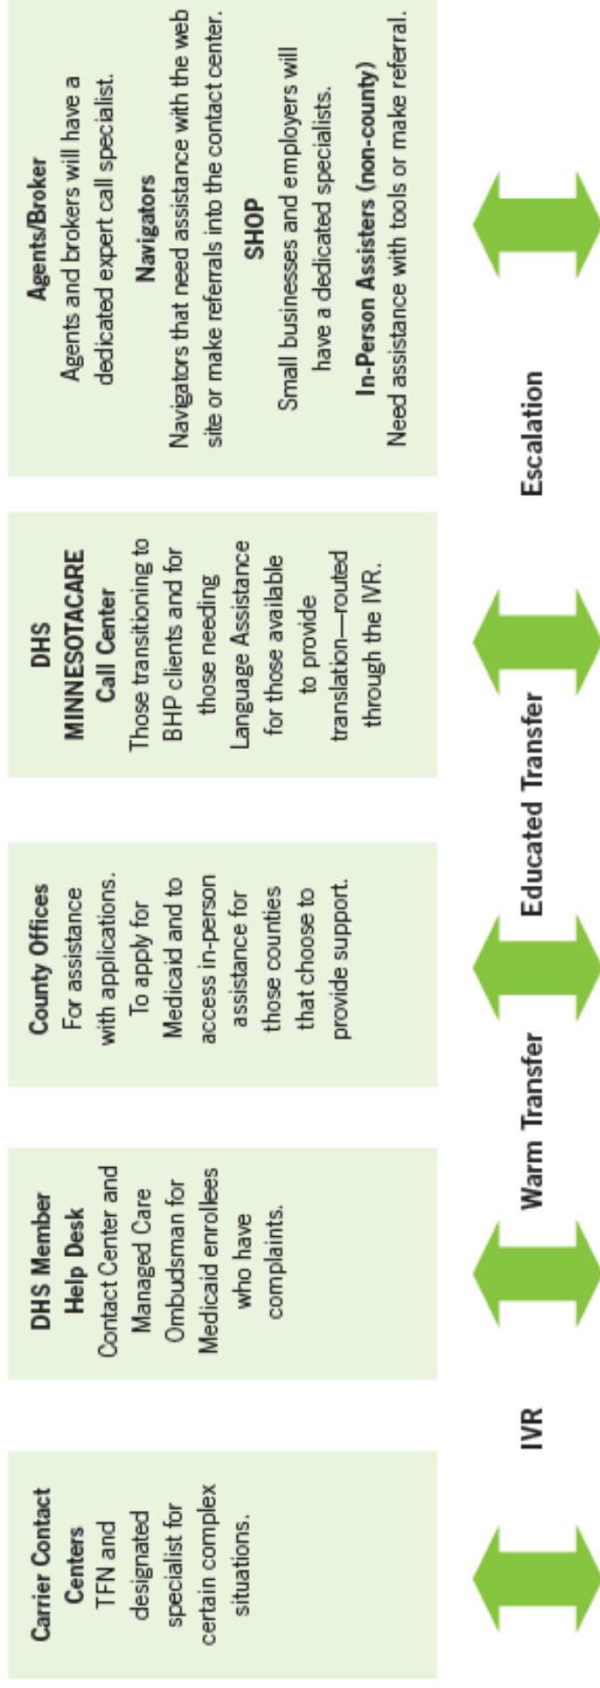 Carrier Contact
Centers
TFN and
designated
specialist for
certain complex
situations.
DHS Member
Help Desk
Contact Center and
Managed Care
Ombudsman for
Medicaid enrollees
who have
complaints.
County Offices
For assistance
with applications.
To apply for
Medicaid and to
access in-person
assistance for
those counties
that choose to
provide support.
DHS
MINNESOTACARE
Call Center
Those transitioning to
BHP clients and for
those needing
Language Assistance
for those available
to provide
translation—routed
through the IVR.
Agents/Broker
Agents and brokers will have a
dedicated expert call specialist.
Navigators
Navigators that need assistance with the web
site or make referrals into the contact center.
SHOP
Small businesses and employers will
have a dedicated specialists.
In-Person Assisters (non-county)
Need assistance with tools or make referral.
IVR
Warm Transfer
Educated Transfer
Escalation